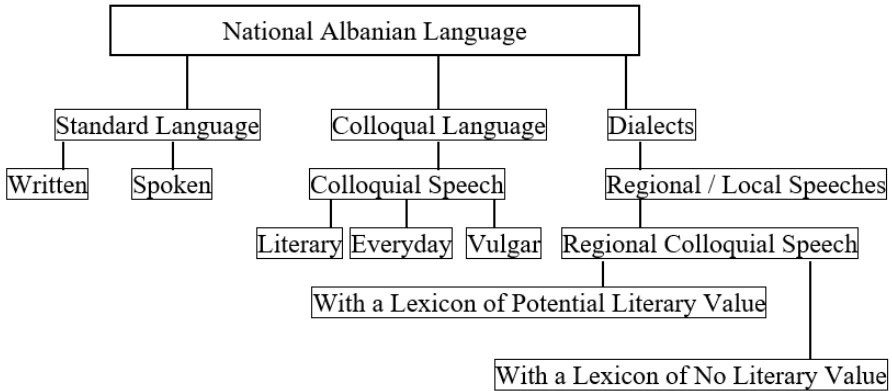 National Albanian Language
Standard Language
Colloqual Language
Dialects
Written
Spoken
Colloquial Speech
Regional / Local Speeches
Literary
Everyday
Vulgar
Regional Colloquial Speech
With a Lexicon of Potential Literary Value
With a Lexicon of No Literary Value